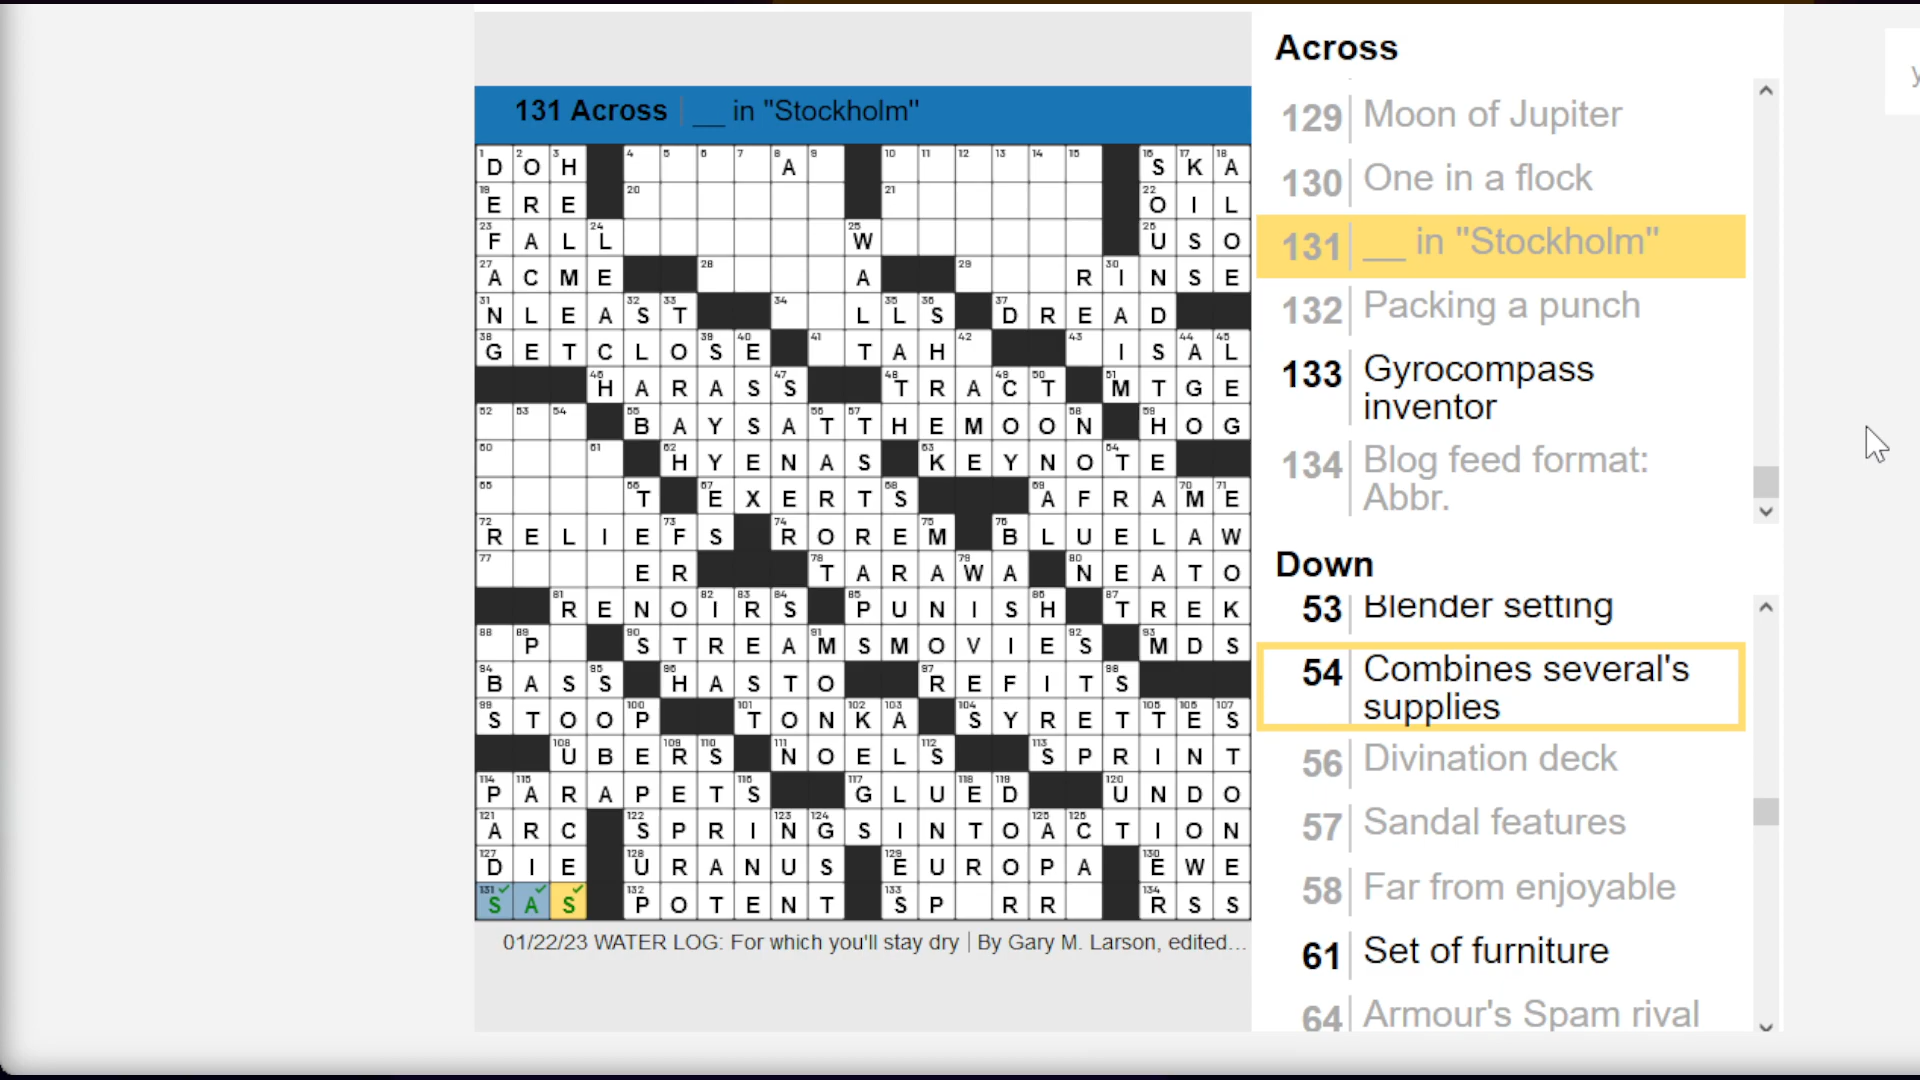 Across
131 Across | __ in "Stockholm"
129 Moon of Jupiter
130 One in a flock
131 __ in "Stockholm"
132 Packing a punch
133 Gyrocompass
inventor
134 Blog feed format:
Abbr.
Down
53 Blender setting
54 Combines several's
supplies
56 Divination deck
57 Sandal features
58 Far from enjoyable
61 Set of furniture
64 Armour's Spam rival
D O H A S K A
E R E O I L
F A L L W U S O
A C M E A R I N S E
N L E A S T L L S D R E A D
G E T C L O S E T A H I S A L
H A R A S S T R A C T M T G E
B A Y S A T T H E M O O N H O G
H Y E N A S K E Y N O T E
T E X E R T S A F R A M E
R E L I E F S R O R E M B L U E L A W
E R T A R A W A N E A T O
R E N O I R S P U N I S H T R E K
P S T R E A M S M O V I E S M D S
B A S S H A S T O R E F I T S
S T O O P T O N K A S Y R E T T E S
U B E R S N O E L S S P R I N T
P A R A P E T S G L U E D U N D O
A R C S P R I N G S I N T O A C T I O N
D I E U R A N U S E U R O P A E W E
S A S P O T E N T S P R R R S S
01/22/23 WATER LOG: For which you'll stay dry | By Gary M. Larson, edited...